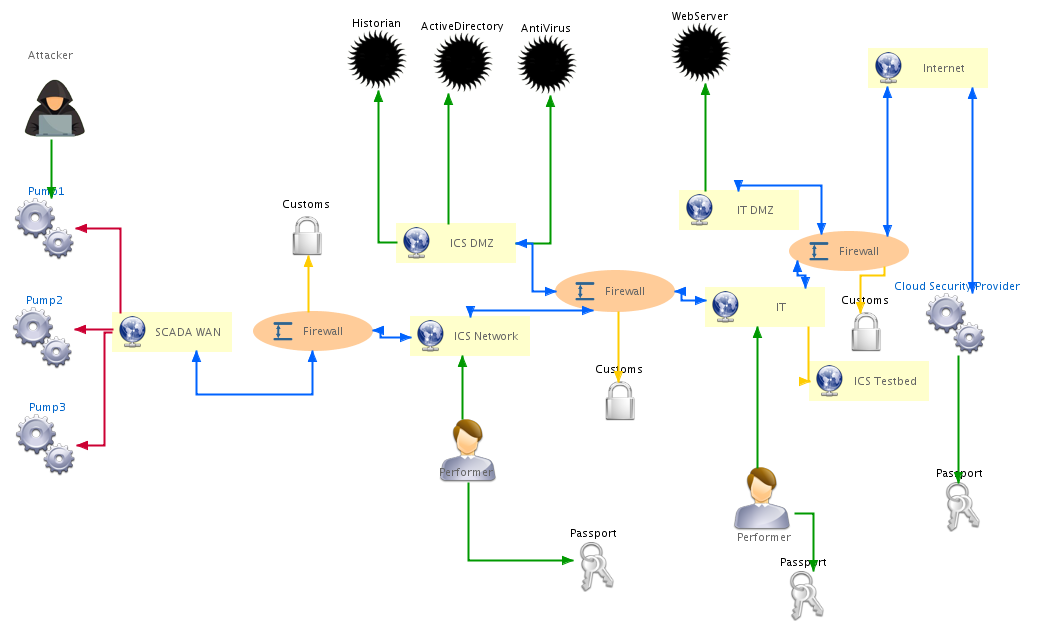 WebServer
Historian
ActiveDirectory
AntiVirus
Attacker
Internet
Pump1
Customs
IT DMZ
ICS DMZ
Firewall
Cloud Security Provider
Firewall
Pump2
Customs
IT
SCADA WAN
Firewall
ICS Network
Customs
ICS Testbed
Pump3
Performer
Passport
Passport
Performer
Passport